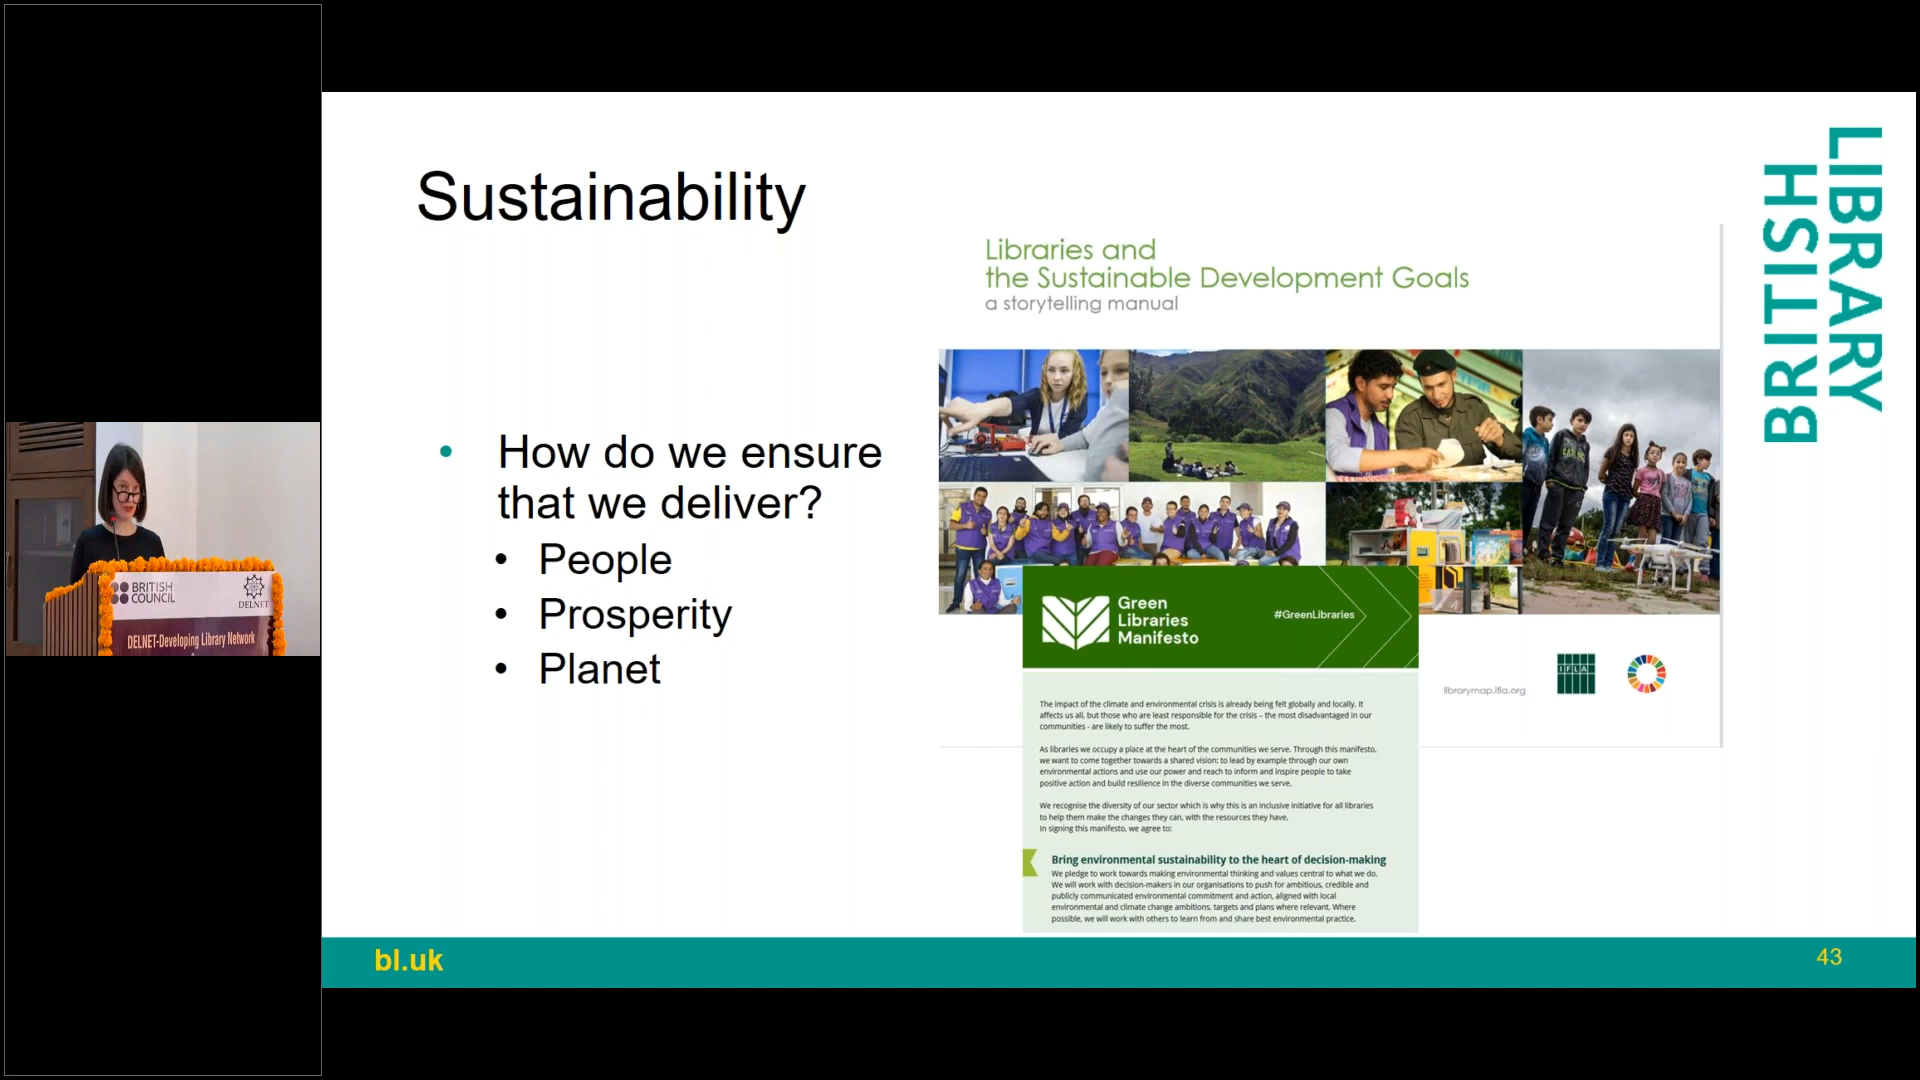 Sustainability
How do we ensure
that we deliver?
People
Prosperity
Planet
Libraries and
the Sustainable Development Goals
a storytelling manual
Green
Libraries
Manifesto
#GreenLibraries
The impact of the climate and environmental crisis is already being felt globally and locally. It
affects us all, but those who are least responsible for the crisis – the most disadvantaged in our
communities - are likely to suffer the most.
As libraries we occupy a place at the heart of the communities we serve. Through this manifesto,
we want to come together towards a shared vision: to lead by example through our own
environmental actions and use our power and reach to inform and inspire people to take
positive action and build resilience in the diverse communities we serve.
We recognise the diversity of our sector which is why this is an inclusive initiative for all libraries
to help them make the changes they can, with the resources they have.
In signing this manifesto, we agree to:
Bring environmental sustainability to the heart of decision-making
We pledge to work towards making environmental thinking and values central to what we do.
We will work with decision-makers in our organisations to push for ambitious, credible and
publicly communicated environmental commitment and action, aligned with local
environmental and climate change ambitions, targets and plans where relevant. Where
possible, we will work with others to learn from and share best environmental practice.
librarymap.ifla.org
IFLA
BRITISH
LIBRARY
bl.uk
43
BRITISH
COUNCIL
DELNET
DELNET-Developing Library Network